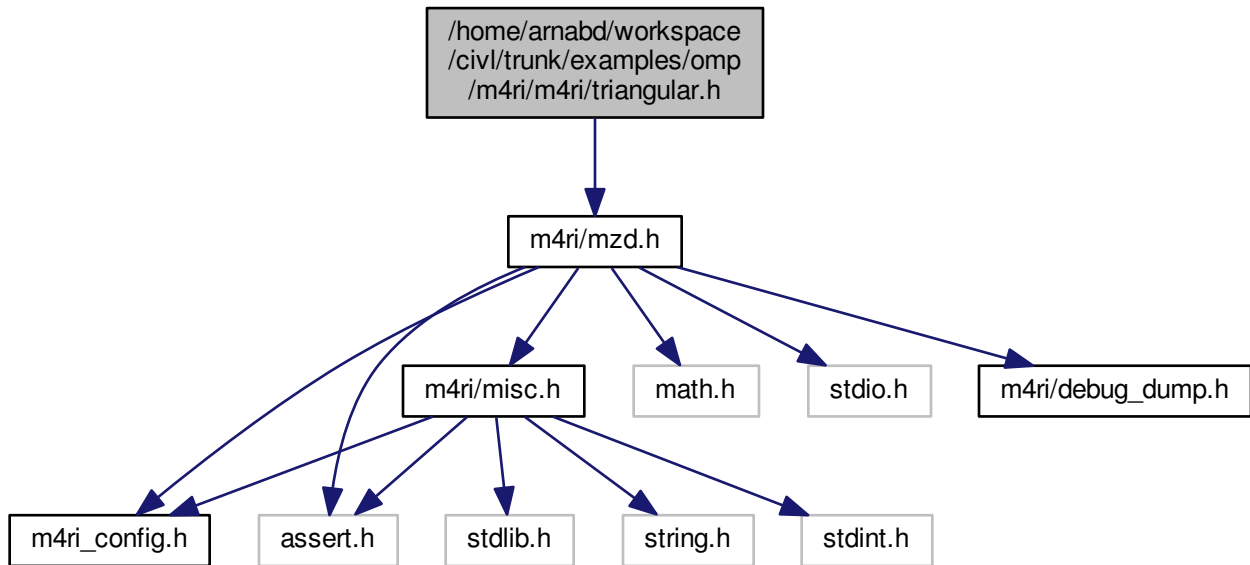 /home/arnabd/workspace
/civl/trunk/examples/omp
/m4ri/m4ri/triangular.h
m4ri/mzd.h
m4ri/misc.h
math.h
stdio.h
m4ri/debug_dump.h
m4ri_config.h
assert.h
stdlib.h
string.h
stdint.h